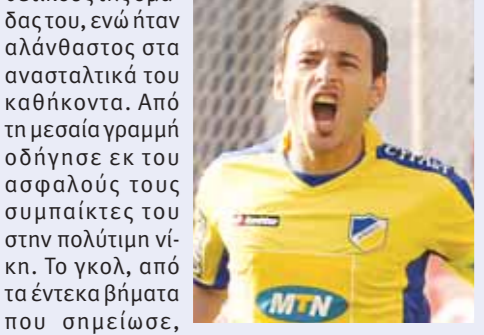 δας του, ενώ ήταν
αλάνθαστος στα
ανασταλτικά του
καθήκοντα. Από
τη μεσαία γραμμή
οδήγησε εκ του
ασφαλούς τους
συμπαίκτες του
στην πολύτιμη νί-
κη. Το γκολ, από
τα έντεκα βήματα
που σημείωσε,
lotto
MTN